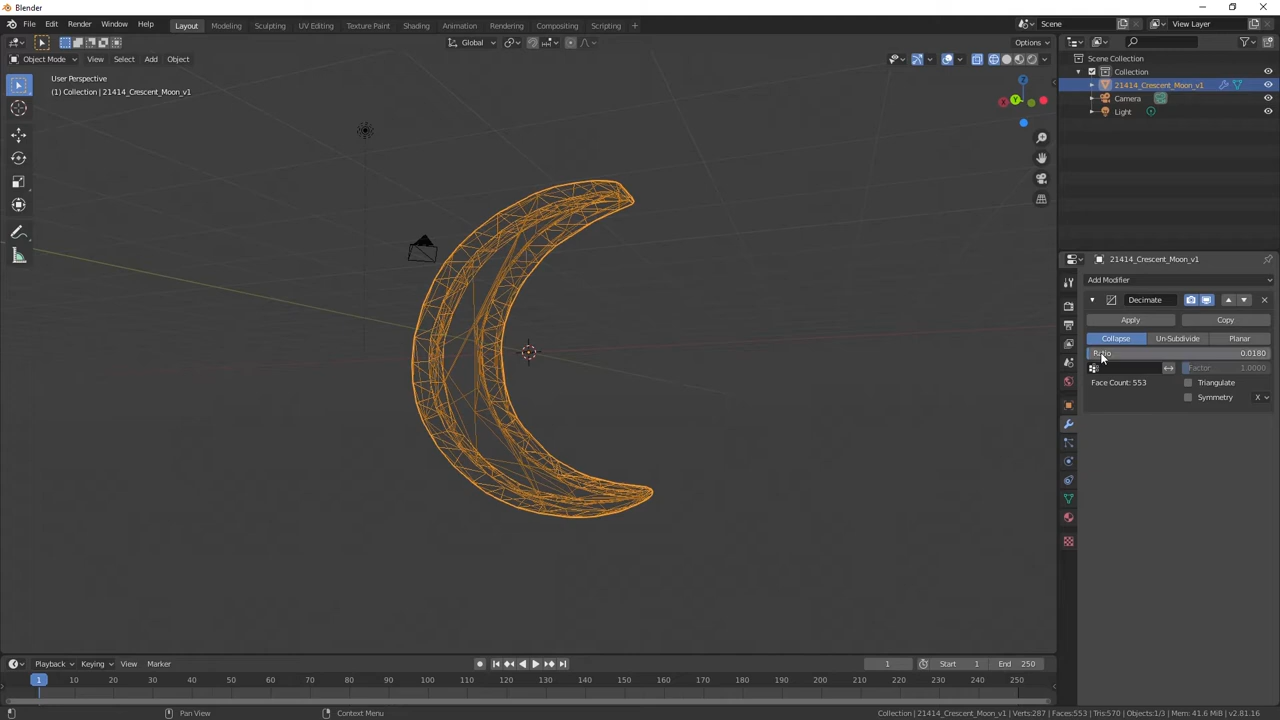 Blender
File Edit Render Window Help Layout Modeling Sculpting UV Editing Texture Paint Shading Animation Rendering Compositing Scripting + Scene View Layer
Global Options
Object Mode View Select Add Object
User Perspective
(1) Collection | 21414_Crescent_Moon_v1
Z
X
Y
Scene Collection
Collection
21414_Crescent_Moon_v1
Camera
Light
21414_Crescent_Moon_v1
Add Modifier
Decimate
Apply Copy
Collapse Un-Subdivide Planar
Ratio 0.0180
Factor 1.0000
Face Count: 553 Triangulate
Symmetry X
Playback Keying View Marker 1 Start 1 End 250
1 10 20 30 40 50 60 70 80 90 100 110 120 130 140 150 160 170 180 190 200 210 220 230 240 250
Pan View Context Menu Collection | 21414_Crescent_Moon_v1 | Verts:287 | Faces:553 | Tris:570 | Objects:1/3 | Mem: 41.6 MiB | v2.81.16